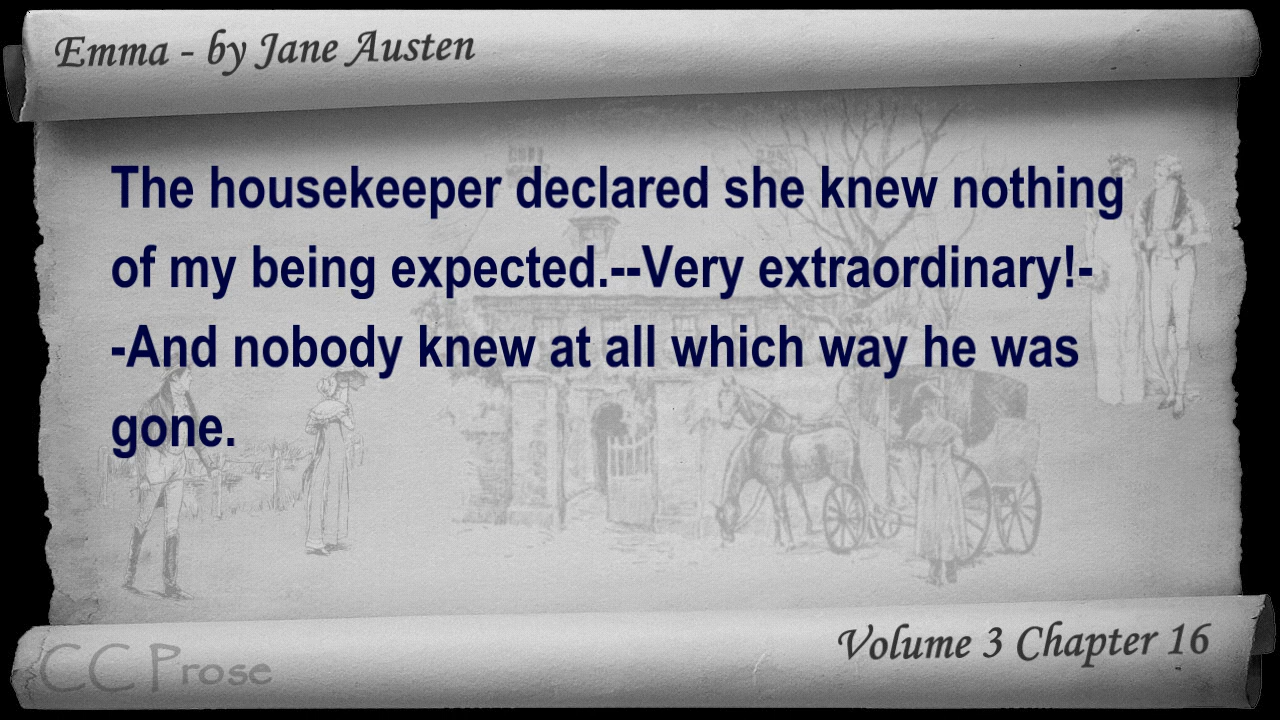 Emma - by Jane Austen
The housekeeper declared she knew nothing
of my being expected.--Very extraordinary!-
-And nobody knew at all which way he was
gone.
Volume 3 Chapter 16
CC Prose